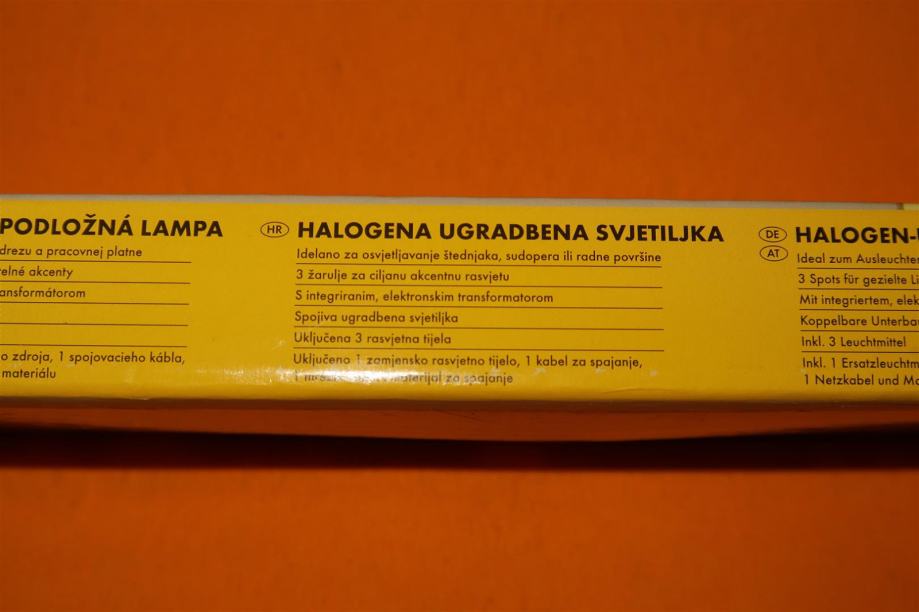 PODLOŽNÁ LAMPA
drezu a pracovnej platne
telné akcenty
ansformátorom
o zdroja, 1 spojovacieho kábla,
materiálu
HR HALOGENA UGRADBENA SVJETILJKA
Idelano za osvjetljavanje štednjaka, sudopera ili radne površine
3 žarulje za ciljanu akcentnu rasvjetu
S integriranim, elektronskim transformatorom
Spojiva ugradbena svjetiljka
Uključena 3 rasvjetna tijela
Uključeno 1 zamjensko rasvjetno tijelo, 1 kabel za spajanje,
materijal za spajanje
DE AT HALOGEN-
Ideal zum Ausleuchten
3 Spots für gezielte Li
Mit integriertem, elek
Koppelbare Unterba
Inkl. 3 Leuchtmittel
Inkl. 1 Ersatzleuchtm
1 Netzkabel und Mo